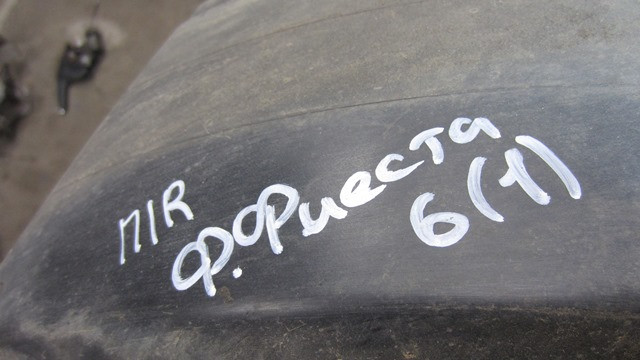 П/R
Ф.Фиеста
6(1)